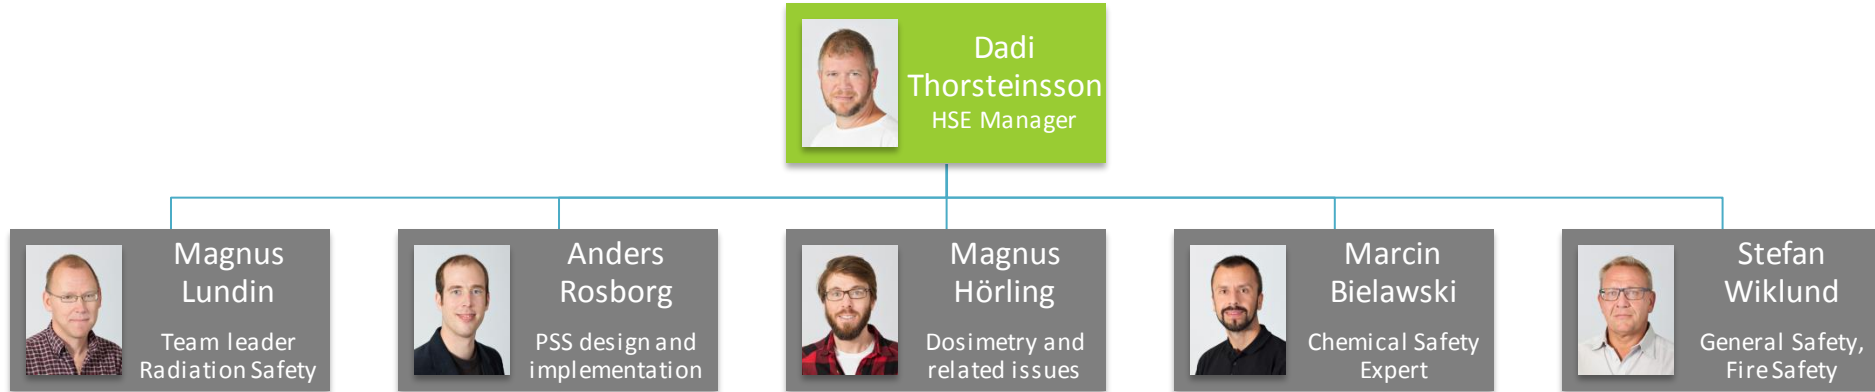 Dadi
Thorsteinsson
HSE Manager
Magnus
Lundin
Team leader
Radiation Safety
Anders
Rosborg
PSS design and
implementation
Magnus
Hörling
Dosimetry and
related issues
Marcin
Bielawski
Chemical Safety
Expert
Stefan
Wiklund
General Safety,
Fire Safety